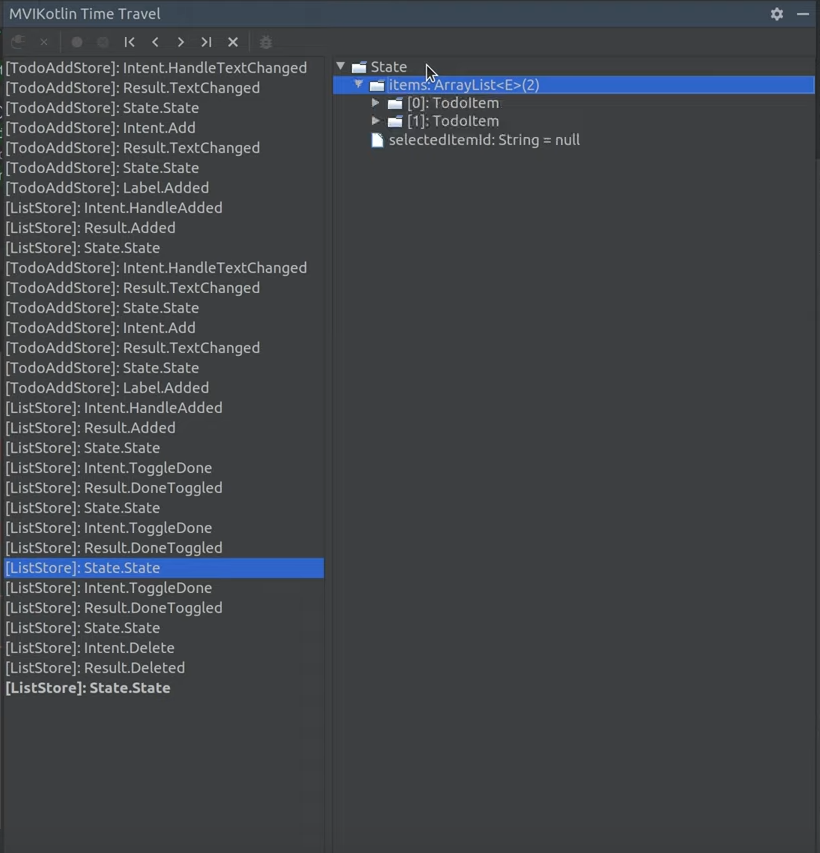 MVIKotlin Time Travel
[TodoAddStore]: Intent.HandleTextChanged
[TodoAddStore]: Result.TextChanged
[TodoAddStore]: State.State
[TodoAddStore]: Intent.Add
[TodoAddStore]: Result.TextChanged
[TodoAddStore]: State.State
[TodoAddStore]: Label.Added
[ListStore]: Intent.HandleAdded
[ListStore]: Result.Added
[ListStore]: State.State
[TodoAddStore]: Intent.HandleTextChanged
[TodoAddStore]: Result.TextChanged
[TodoAddStore]: State.State
[TodoAddStore]: Intent.Add
[TodoAddStore]: Result.TextChanged
[TodoAddStore]: State.State
[TodoAddStore]: Label.Added
[ListStore]: Intent.HandleAdded
[ListStore]: Result.Added
[ListStore]: State.State
[ListStore]: Intent.ToggleDone
[ListStore]: Result.DoneToggled
[ListStore]: State.State
[ListStore]: Intent.ToggleDone
[ListStore]: Result.DoneToggled
[ListStore]: State.State
[ListStore]: Intent.ToggleDone
[ListStore]: Result.DoneToggled
[ListStore]: State.State
[ListStore]: Intent.Delete
[ListStore]: Result.Deleted
[ListStore]: State.State
State
items: ArrayList<E>(2)
[0]: TodoItem
[1]: TodoItem
selectedItemId: String = null